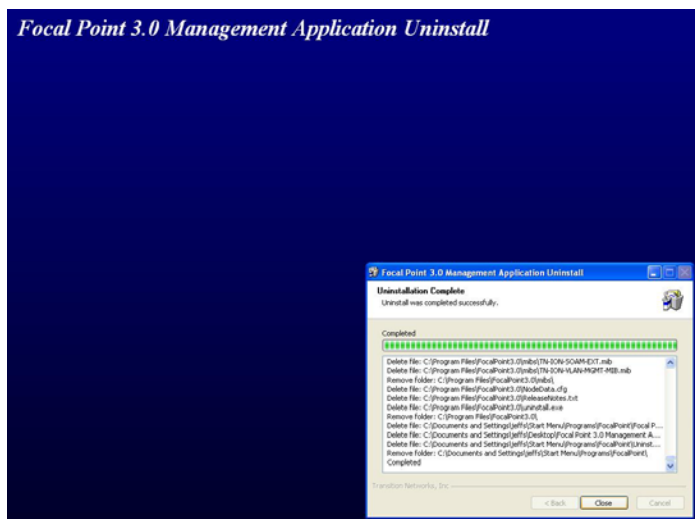 Focal Point 3.0 Management Application Uninstall
Focal Point 3.0 Management Application Uninstall
Uninstallation Complete
Uninstall was completed successfully.
Completed
Delete file: C:\Program Files\FocalPoint3.0\mibs\TN-ION-SOAM-EXT.mib
Delete file: C:\Program Files\FocalPoint3.0\mibs\TN-ION-VLAN-MGMT-MIB.mib
Remove folder: C:\Program Files\FocalPoint3.0\mibs\
Delete file: C:\Program Files\FocalPoint3.0\NodeData.cfg
Delete file: C:\Program Files\FocalPoint3.0\ReleaseNotes.txt
Delete file: C:\Program Files\FocalPoint3.0\uninstall.exe
Remove folder: C:\Program Files\FocalPoint3.0\
Delete file: C:\Documents and Settings\jeffs\Start Menu\Programs\FocalPoint\Focal P...
Delete file: C:\Documents and Settings\jeffs\Desktop\Focal Point 3.0 Management A...
Delete file: C:\Documents and Settings\jeffs\Start Menu\Programs\FocalPoint\Uninst...
Remove folder: C:\Documents and Settings\jeffs\Start Menu\Programs\FocalPoint\
Completed
Transition Networks, Inc
< Back Close Cancel